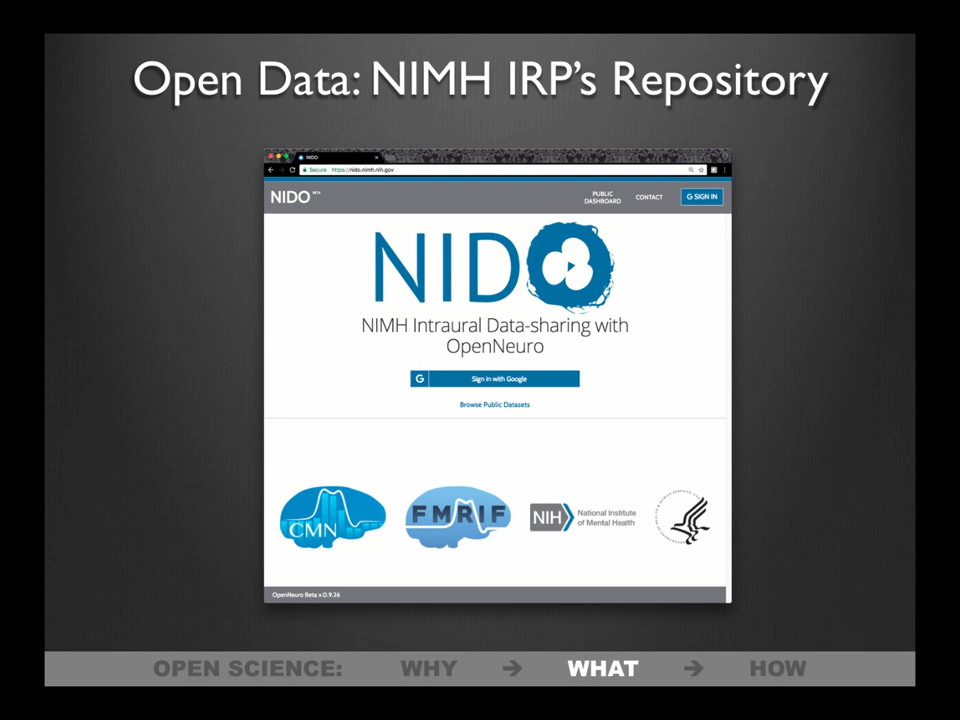 Open Data: NIMH IRP's Repository
NIDO
Secure https://nido.nimh.nih.gov
NIDO BETA
PUBLIC
DASHBOARD
CONTACT
G SIGN IN
NIDO
NIMH Intraural Data-sharing with
OpenNeuro
G Sign in with Google
Browse Public Datasets
CMN
FMRIF
NIH National Institute
of Mental Health
OpenNeuro Beta v.0.9.26
OPEN SCIENCE: WHY → WHAT → HOW